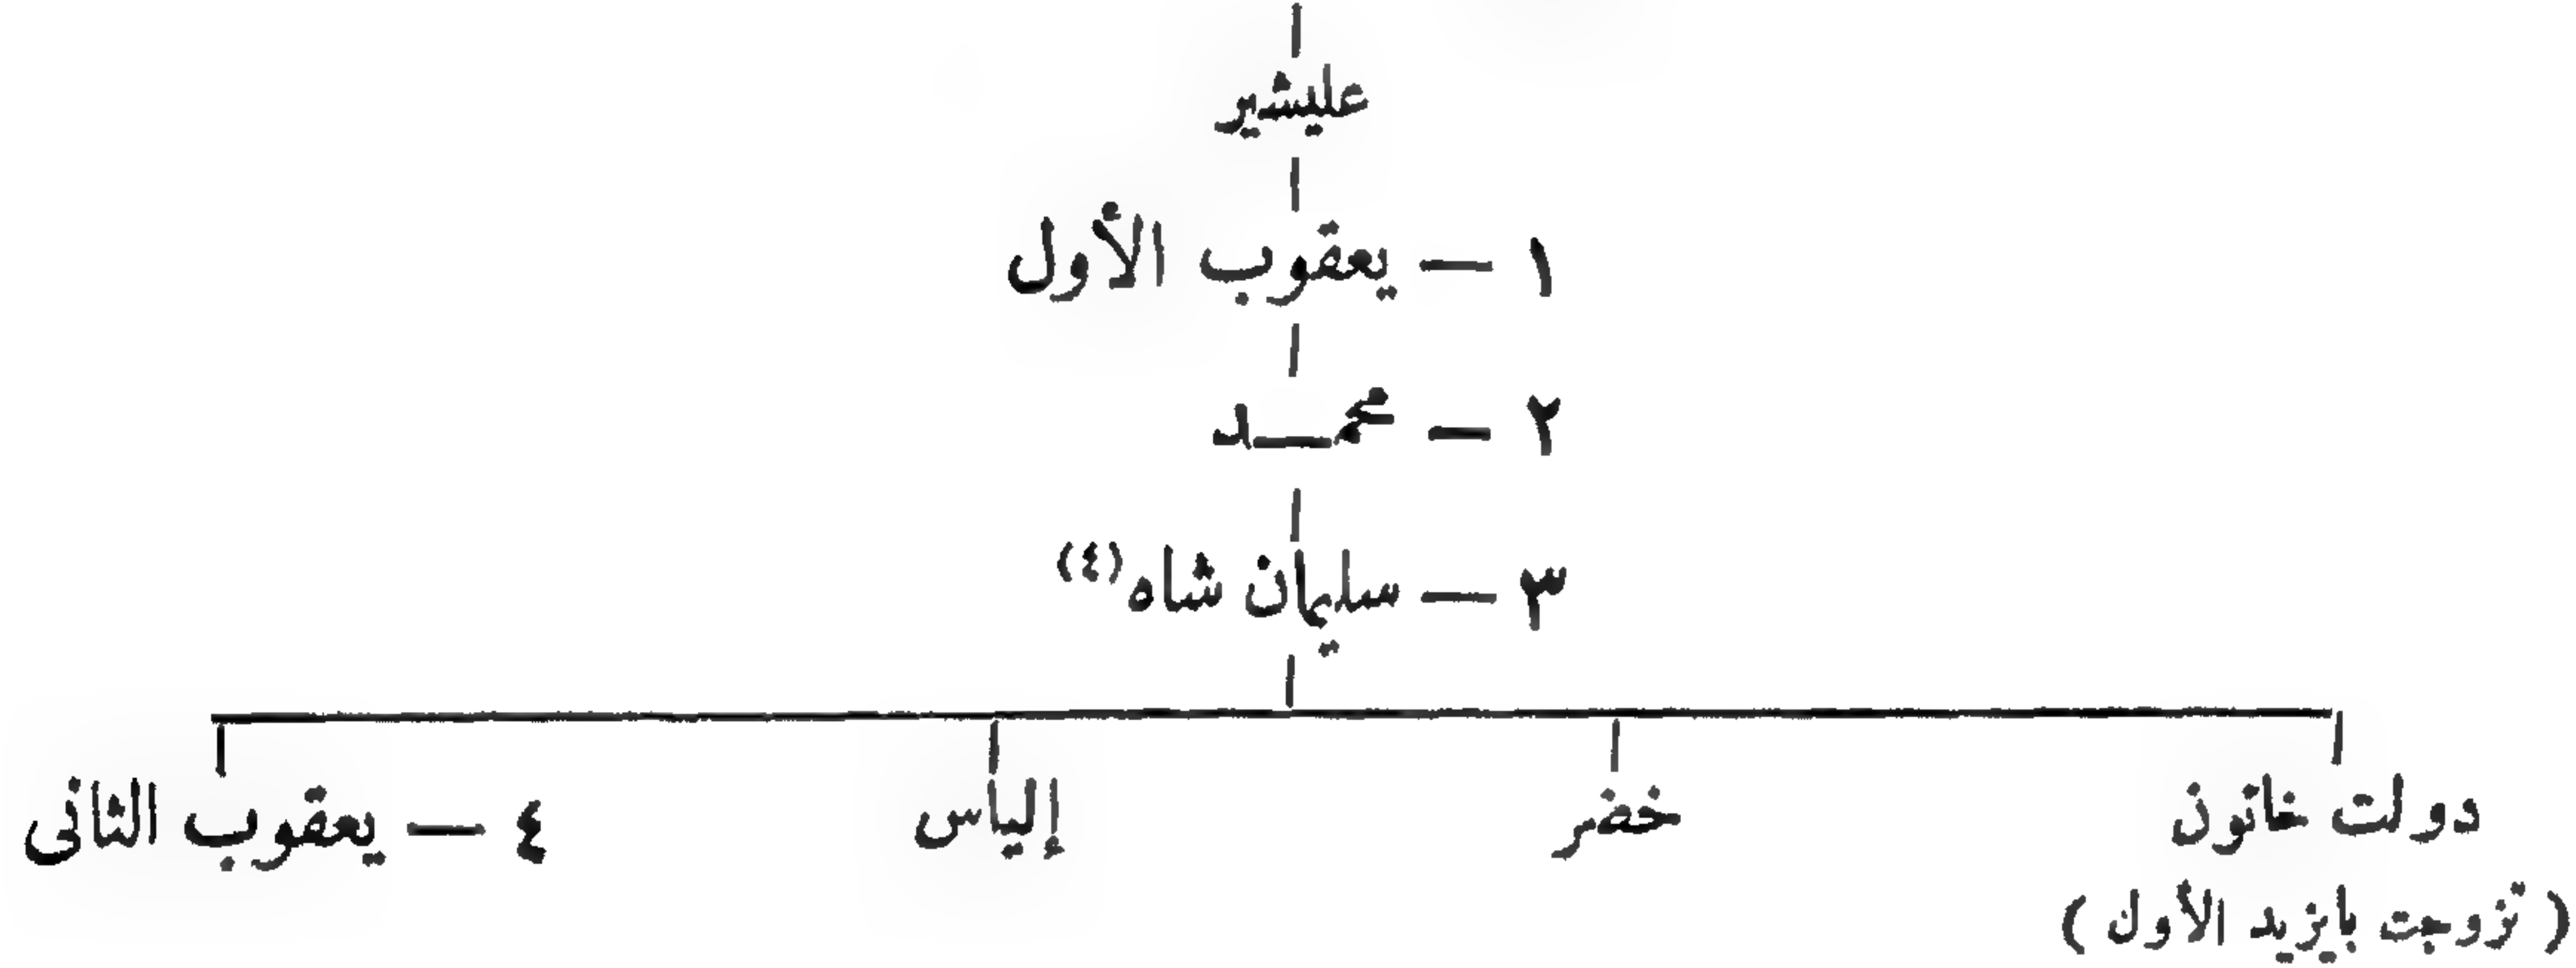 عليشير
١ — يعقوب الأول
٢ — محمـــد
٣ — سليمان شاه (٤)
دولت خاتون
خضر
إلياس
٤ — يعقوب الثانى
( تزوجت بايزيد الأول )